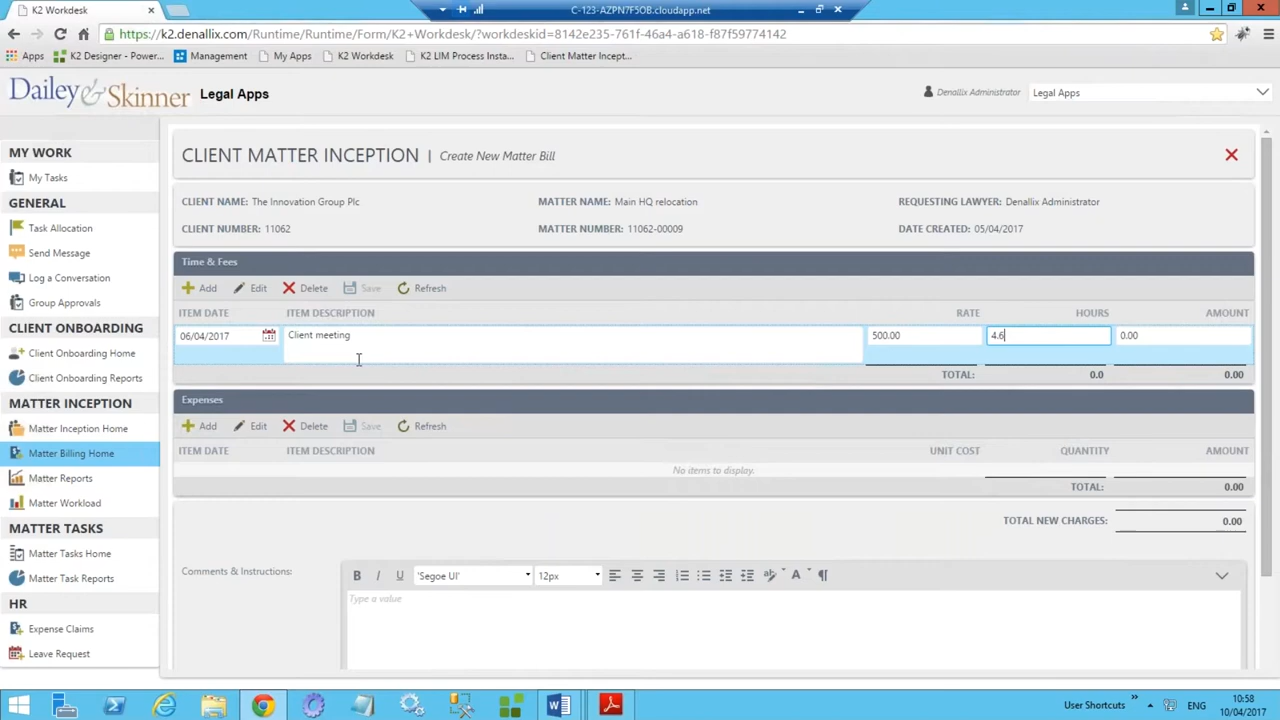 K2 Workdesk
C-123-AZPN7F5OB.cloudapp.net
https://k2.denallix.com/Runtime/Runtime/Form/K2+Workdesk/?workdeskid=8142e235-761f-46a4-a618-f87f59774142
Apps K2 Designer - Power... Management My Apps K2 Workdesk K2 LIM Process Insta... Client Matter Incept...
Dailey & Skinner Legal Apps
Denallix Administrator Legal Apps
MY WORK
My Tasks
GENERAL
Task Allocation
Send Message
Log a Conversation
Group Approvals
CLIENT ONBOARDING
Client Onboarding Home
Client Onboarding Reports
MATTER INCEPTION
Matter Inception Home
Matter Billing Home
Matter Reports
Matter Workload
MATTER TASKS
Matter Tasks Home
Matter Task Reports
HR
Expense Claims
Leave Request
CLIENT MATTER INCEPTION | Create New Matter Bill
CLIENT NAME: The Innovation Group Plc MATTER NAME: Main HQ relocation REQUESTING LAWYER: Denallix Administrator
CLIENT NUMBER: 11062 MATTER NUMBER: 11062-00009 DATE CREATED: 05/04/2017
Time & Fees
Add Edit Delete Save Refresh
ITEM DATE ITEM DESCRIPTION RATE HOURS AMOUNT
06/04/2017 Client meeting 500.00 4.6 0.00
TOTAL: 0.0 0.00
Expenses
Add Edit Delete Save Refresh
ITEM DATE ITEM DESCRIPTION UNIT COST QUANTITY AMOUNT
No items to display.
TOTAL: 0.00
TOTAL NEW CHARGES: 0.00
Comments & Instructions:
B I U 'Segoe UI' 12px
Type a value
User Shortcuts ENG 10:58
10/04/2017